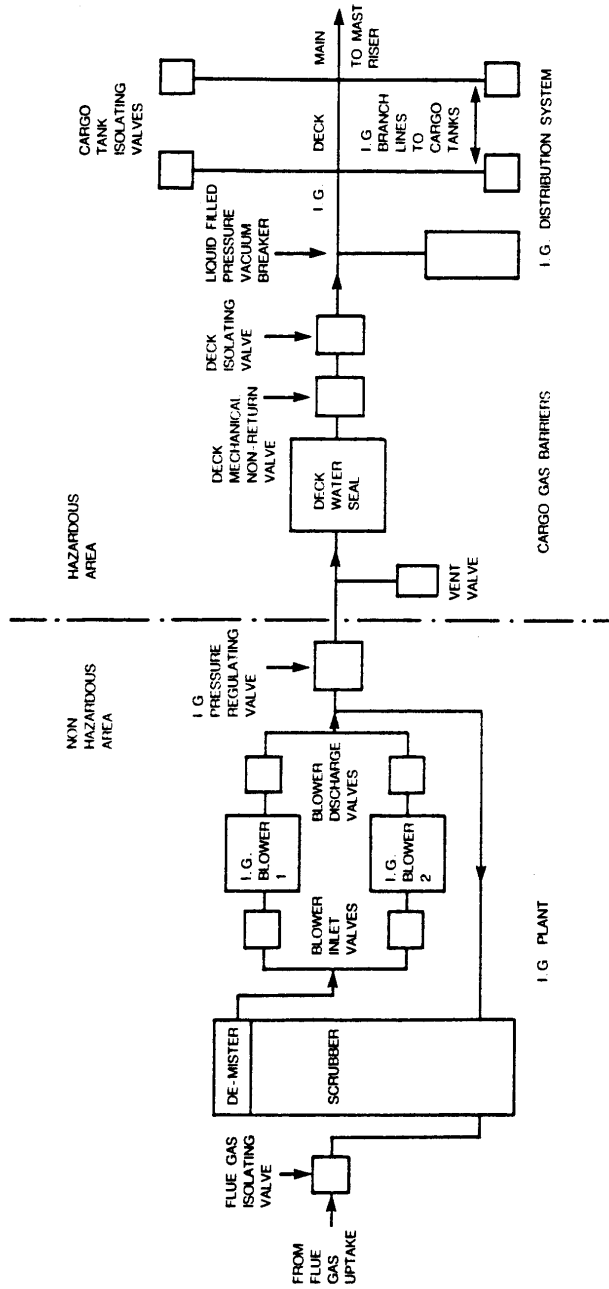 FROM FLUE
GAS
UPTAKE
FLUE GAS
ISOLATING
VALVE
DE-MISTER
SCRUBBER
BLOWER
INLET
VALVES
I.G.
BLOWER
1
I.G.
BLOWER
2
BLOWER
DISCHARGE
VALVES
I.G
PRESSURE
REGULATING
VALVE
I.G PLANT
NON
HAZARDOUS
AREA
HAZARDOUS
AREA
VENT
VALVE
DECK
WATER
SEAL
DECK
MECHANICAL
NON-RETURN
VALVE
DECK
ISOLATING
VALVE
CARGO GAS BARRIERS
LIQUID FILLED
PRESSURE
VACUUM
BREAKER
I.G. DECK MAIN
CARGO
TANK
ISOLATING
VALVES
I.G
BRANCH
LINES
TO
CARGO
TANKS
TO MAST
RISER
I.G. DISTRIBUTION SYSTEM